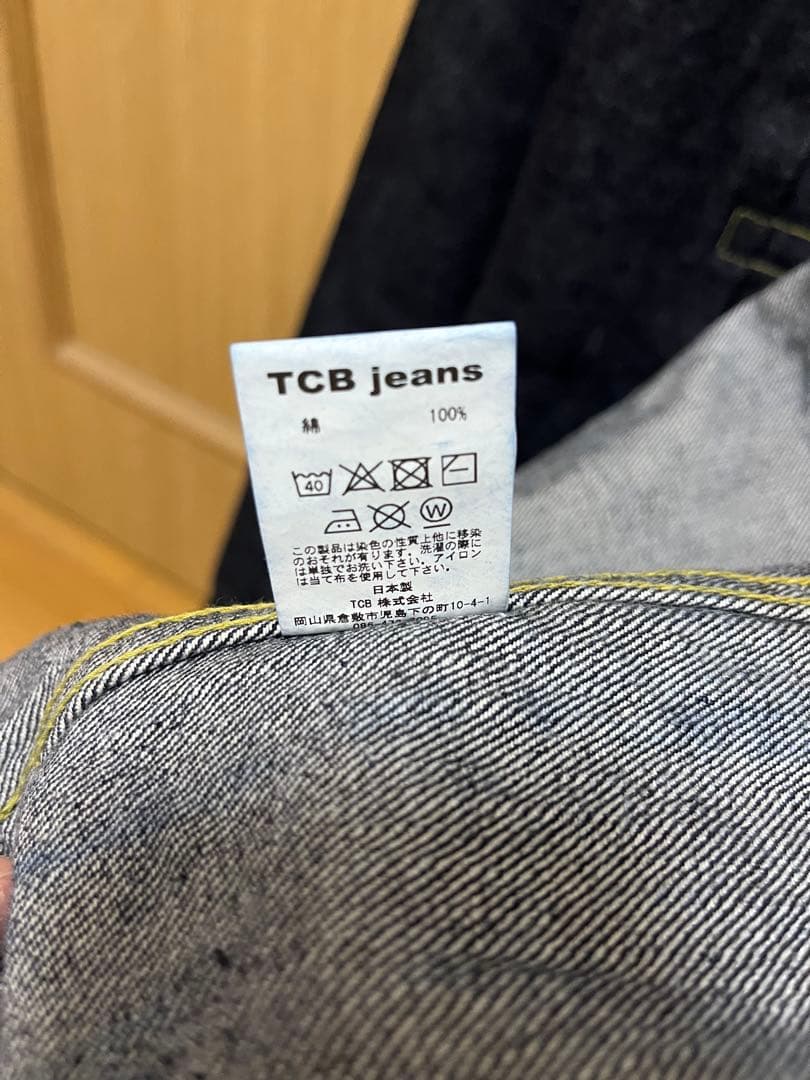 TCB jeans
綿 100%
40
W
この製品は染色の性質上他に移染
のおそれが有ります。洗濯の際に
は単独でお洗い下さい。アイロン
は当て布を使用して下さい。
日本製
TCB 株式会社
岡山県倉敷市児島下の町10-4-1